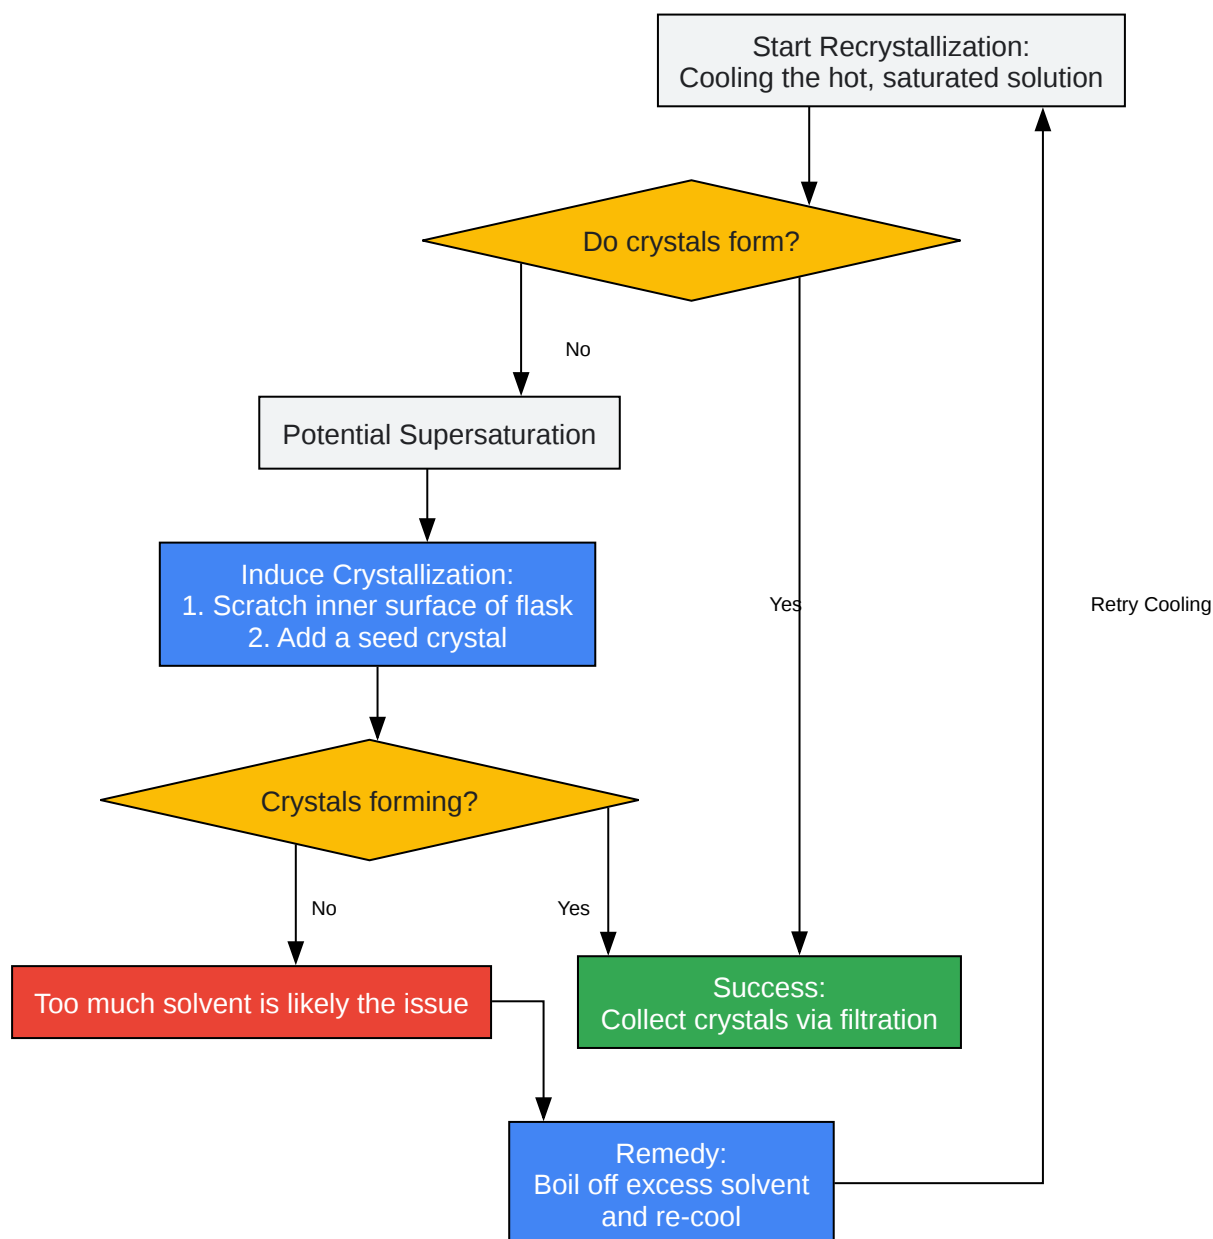 Start Recrystallization:
Cooling the hot, saturated solution
Do crystals form?
No
Potential Supersaturation
Induce Crystallization:
1. Scratch inner surface of flask
2. Add a seed crystal
Yes
Retry Cooling
Crystals forming?
No
Yes
Too much solvent is likely the issue
Success:
Collect crystals via filtration
Remedy:
Boil off excess solvent
and re-cool